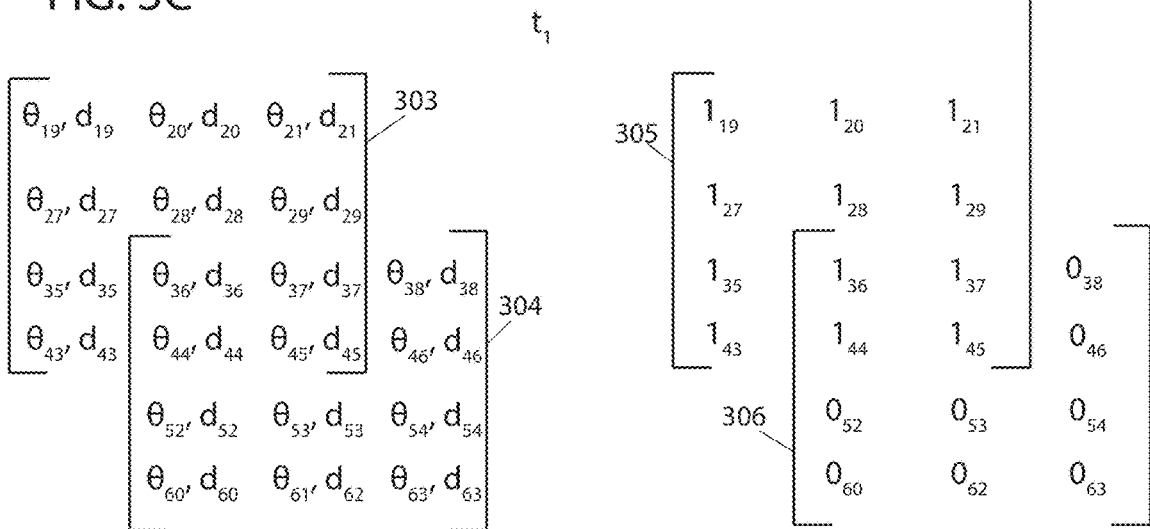 FIG. 3C
t₁
θ₁₉, d₁₉ θ₂₀, d₂₀ θ₂₁, d₂₁ 303 305 1₁₉ 1₂₀ 1₂₁
θ₂₇, d₂₇ θ₂₈, d₂₈ θ₂₉, d₂₉ 1₂₇ 1₂₈ 1₂₉
θ₃₅, d₃₅ θ₃₆, d₃₆ θ₃₇, d₃₇ θ₃₈, d₃₈ 304 1₃₅ 1₃₆ 1₃₇ 0₃₈
θ₄₃, d₄₃ θ₄₄, d₄₄ θ₄₅, d₄₅ θ₄₆, d₄₆ 1₄₃ 1₄₄ 1₄₅ 0₄₆
θ₅₂, d₅₂ θ₅₃, d₅₃ θ₅₄, d₅₄ 306 0₅₂ 0₅₃ 0₅₄
θ₆₀, d₆₀ θ₆₁, d₆₂ θ₆₃, d₆₃ 0₆₀ 0₆₂ 0₆₃